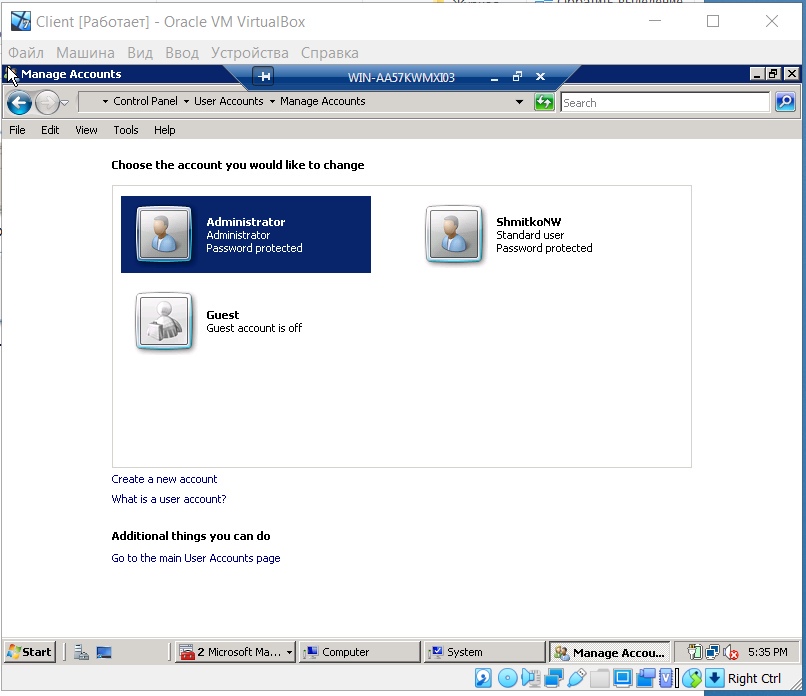 Client [Работает] - Oracle VM VirtualBox
Файл Машина Вид Ввод Устройства Справка
Manage Accounts
WIN-AA57KWMXI03
Control Panel User Accounts Manage Accounts
Search
File Edit View Tools Help
Choose the account you would like to change
Administrator
Administrator
Password protected
ShmitkoNW
Standard user
Password protected
Guest
Guest account is off
Create a new account
What is a user account?
Additional things you can do
Go to the main User Accounts page
Start
2 Microsoft Ma...
Computer
System
Manage Accou...
5:35 PM
Right Ctrl